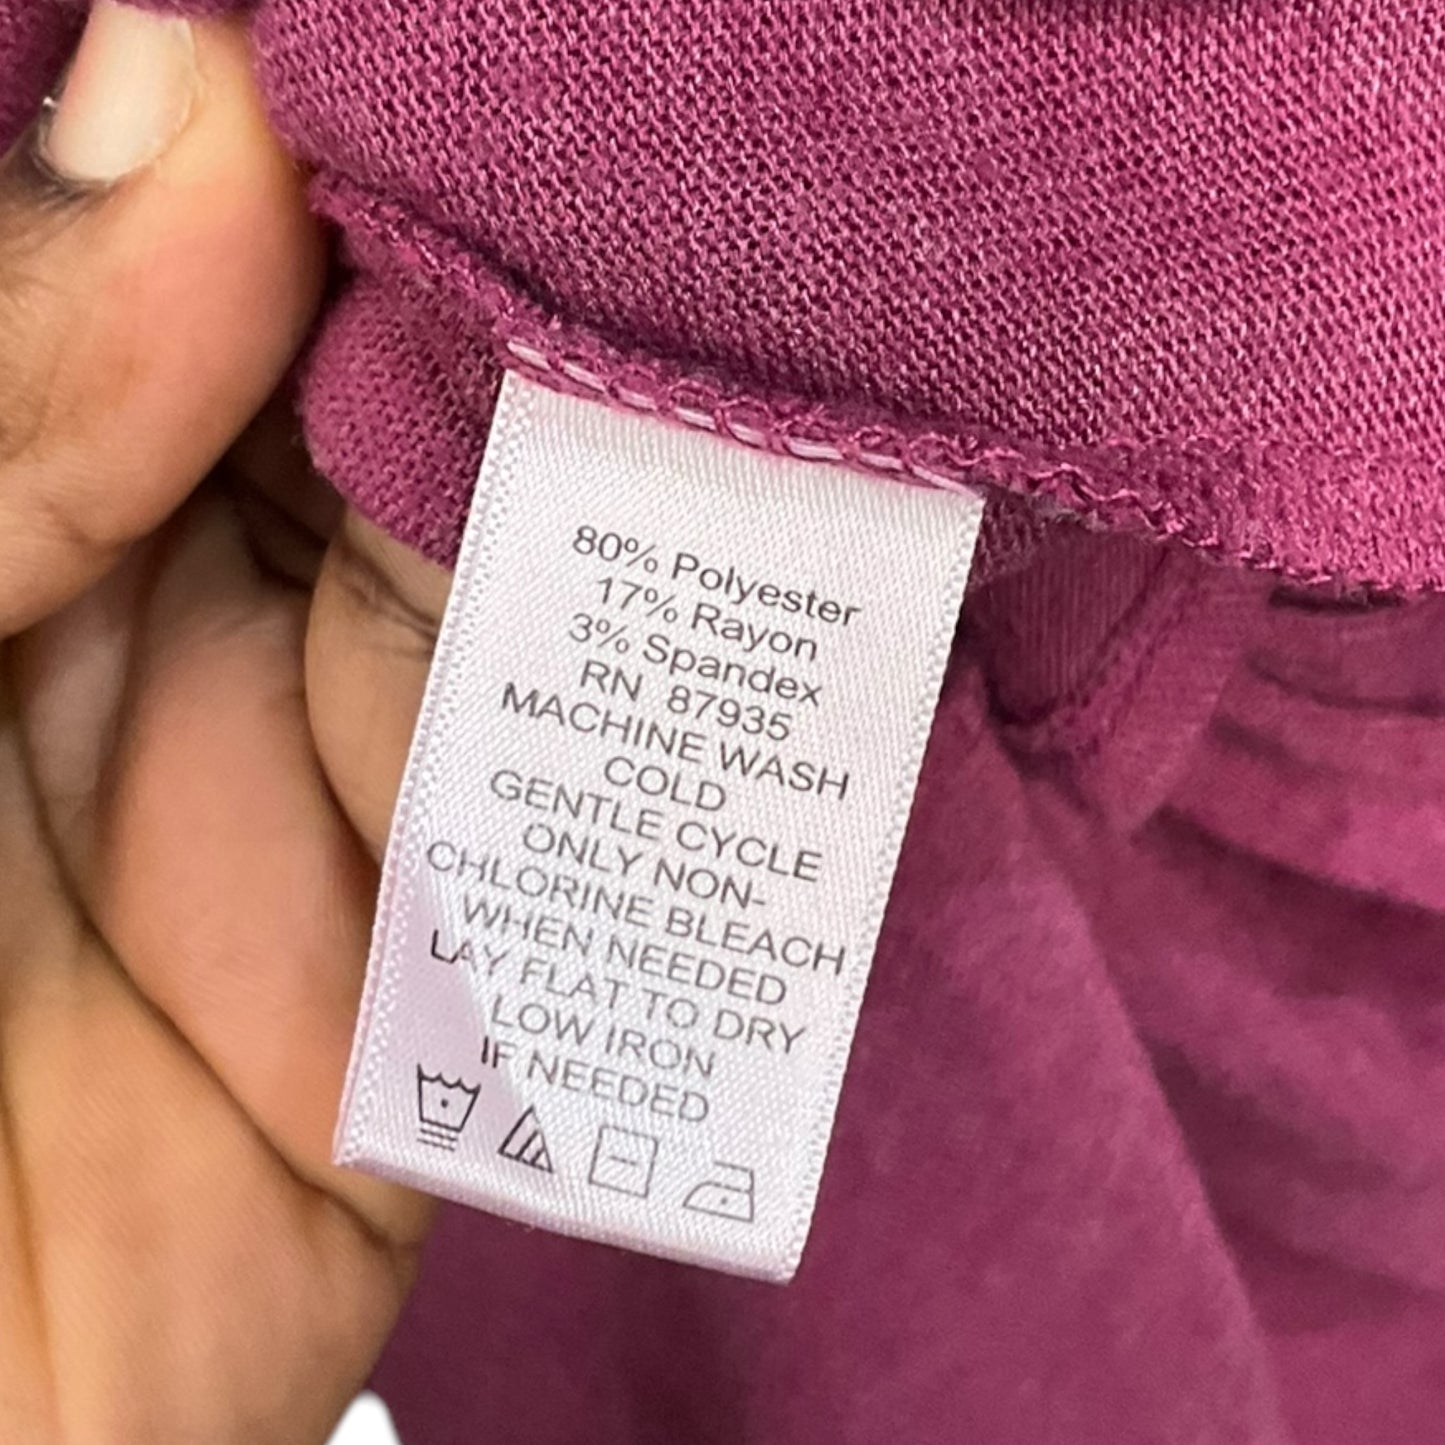 80% Polyester
17% Rayon
3% Spandex
RN 87935
MACHINE WASH
COLD
GENTLE CYCLE
ONLY NON-
CHLORINE BLEACH
WHEN NEEDED
LAY FLAT TO DRY
LOW IRON
IF NEEDED